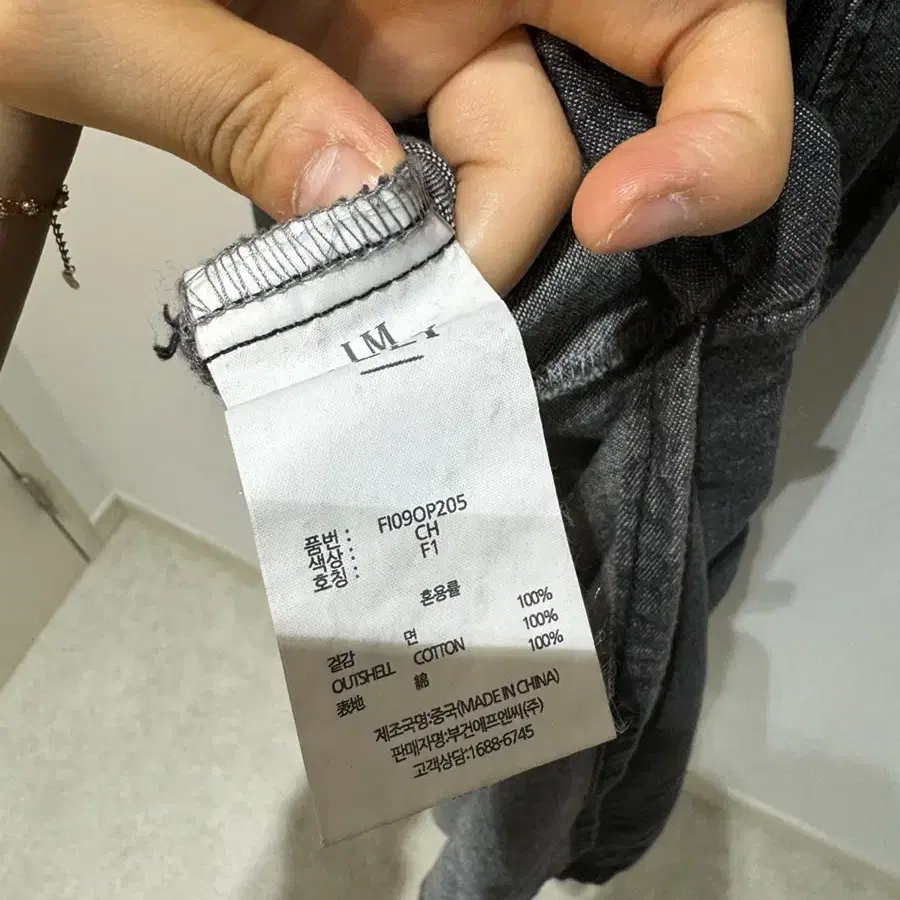 품번 : FI09OP205
색상 : CH
호칭 : F1
혼용률
겉감 면 100%
OUTSHELL COTTON 100%
表地 綿 100%
제조국명:중국(MADE IN CHINA)
판매자명:부건에프엔씨(주)
고객상담:1688-6745